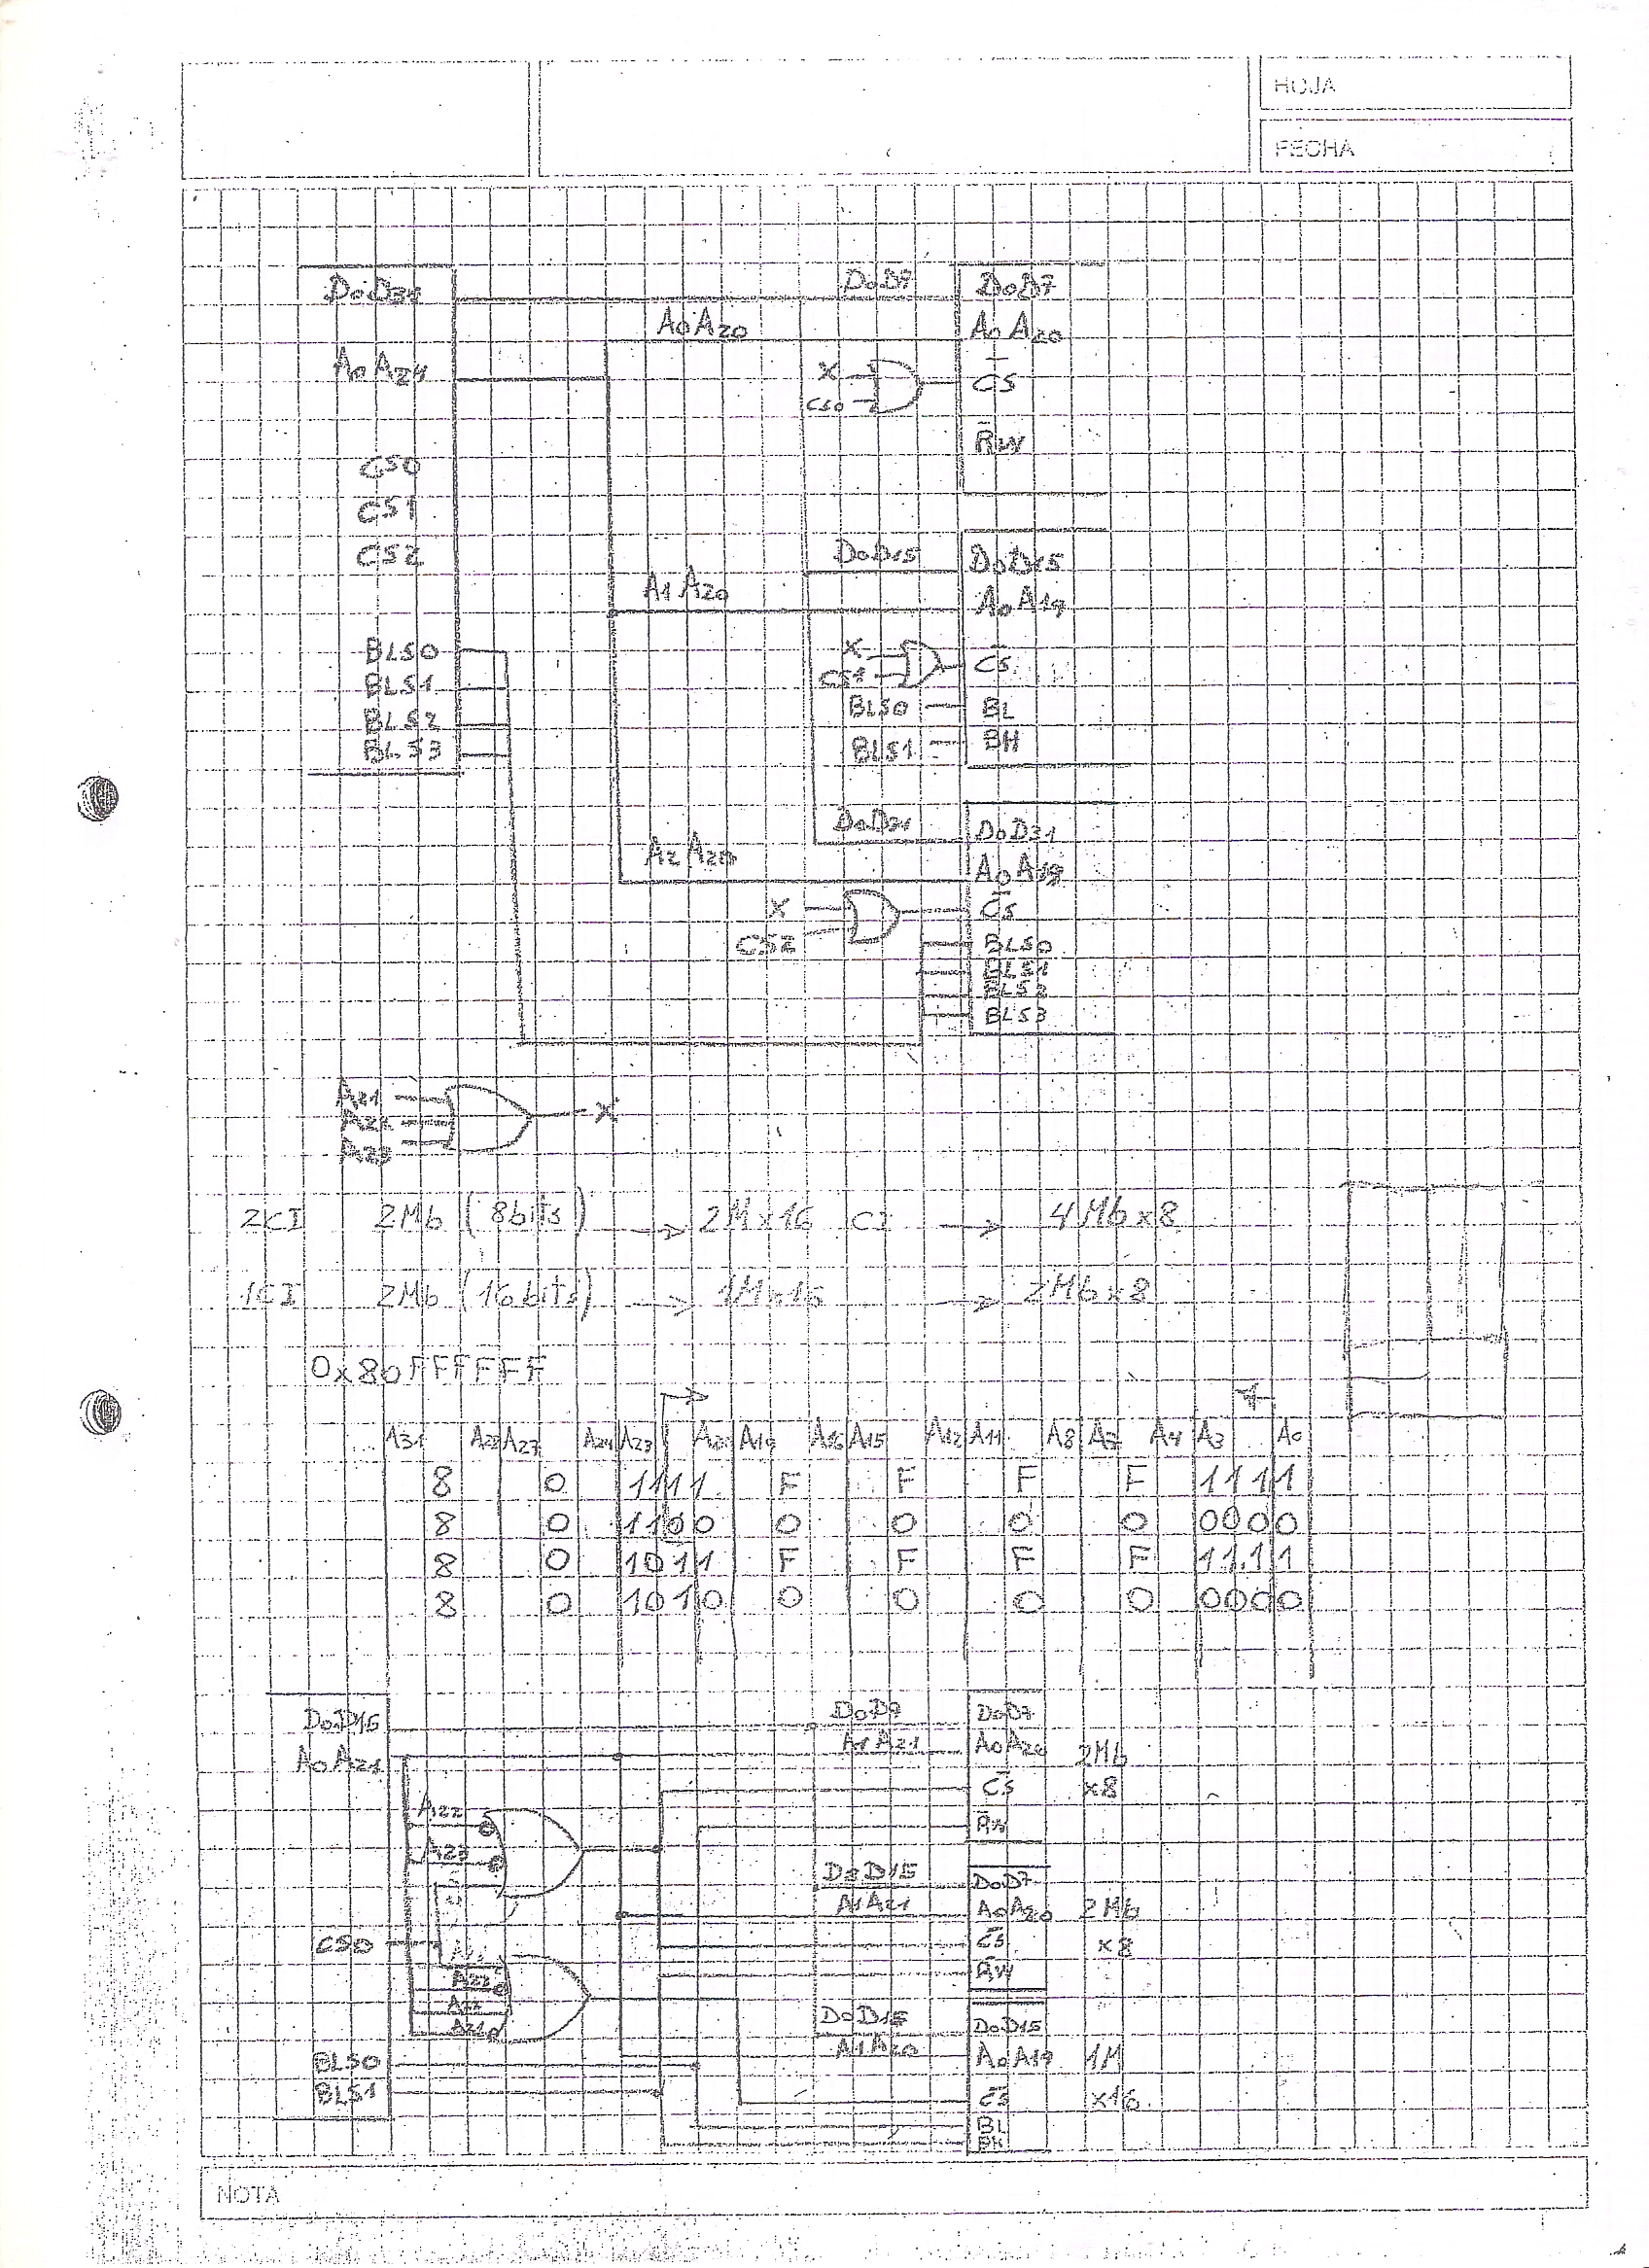 HOJA
FECHA
D0D31 D0D7 D0D7
A0A20 A0A20
A0A24 X CS
CS0
RW
CS0
CS1
CS2 D0D15 D0D15
A1A20 A0A19
BLS0 X CS
BLS1 CS1
BLS2 BLS0 BL
BLS3 BLS1 BH
D0D31 D0D31
A2A20
X CS
CS2 BLS0
BLS1
BLS2
BLS3
A21
A22 X
A23
2CI 2Mb (8bits) → 2Mx16 CI → 4Mbx8
1CI 2Mb (16bits) → 1Mx16 → 2Mbx8
0x80FFFFFF
A31 A28 A27 A24 A23 A20 A19 A16 A15 A12 A11 A8 A7 A4 A3 A0
8 0 1111 F F F F 1111
8 0 1100 0 0 0 0 0000
8 0 1011 F F F F 1111
8 0 1010 0 0 0 0 0000
D0D15 D0D7
A0A21 A1A21 A0A20 2Mb
CS x8
A22 RW
A23
D8D15 D0D7
A1A21 A0A20 2Mb
CS0 CS x8
RW
A23
A22
A21 D0D15 D0D15
BLS0 A1A20 A0A19 1M
BLS1 CS x16
BL
BH
NOTA